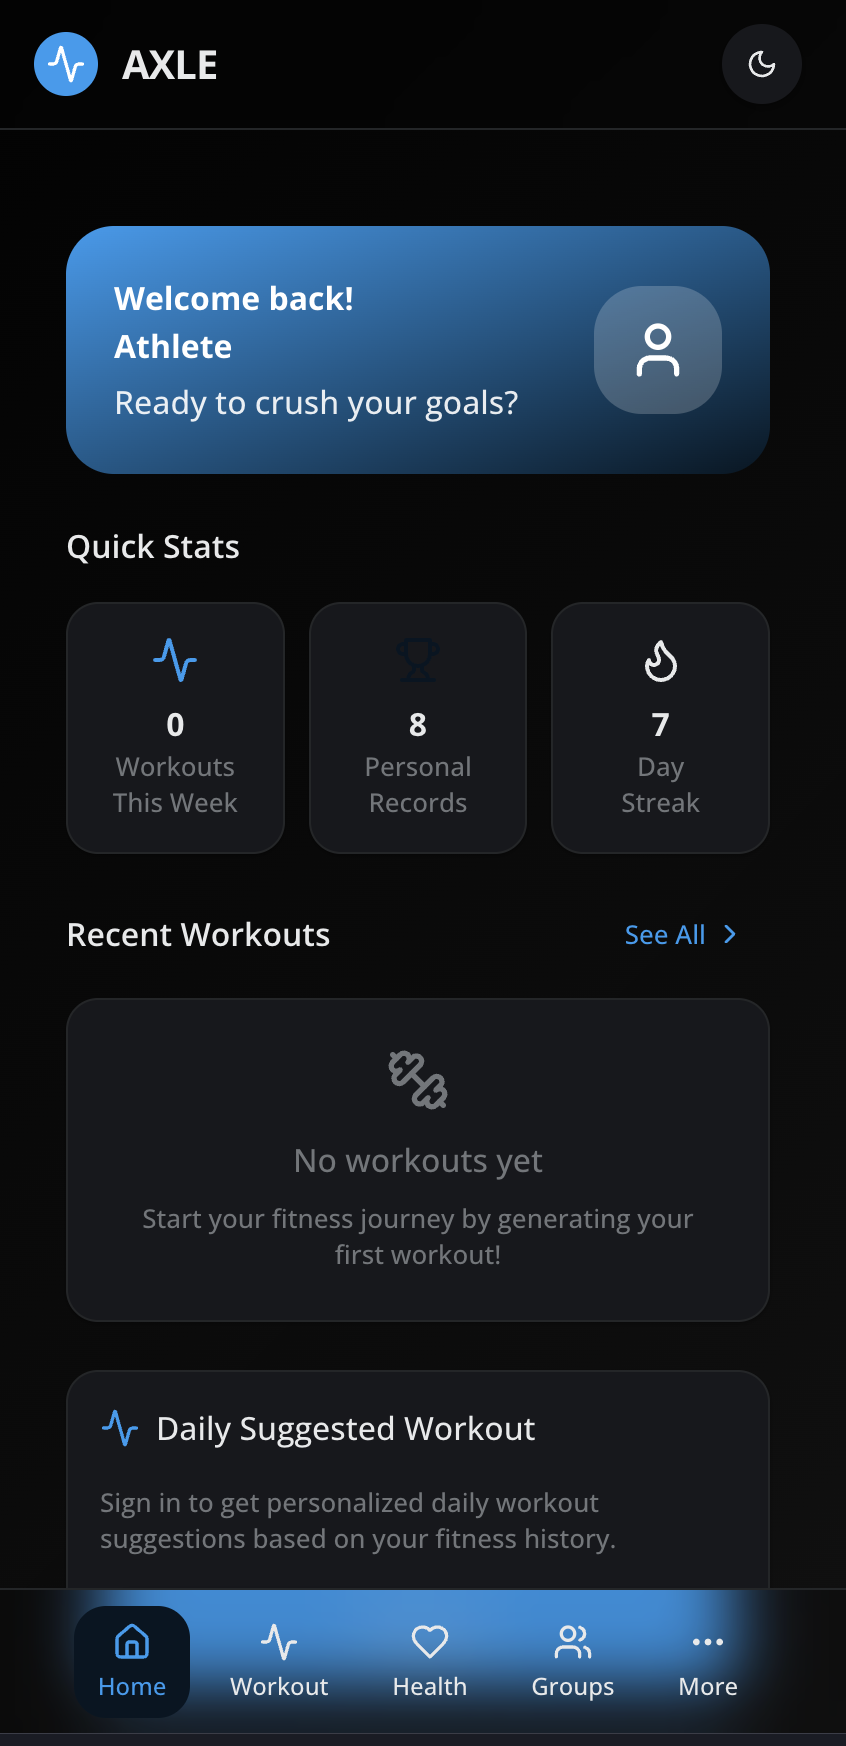 AXLE
Welcome back!
Athlete
Ready to crush your goals?
Quick Stats
0
Workouts
This Week
8
Personal
Records
7
Day
Streak
Recent Workouts
See All
No workouts yet
Start your fitness journey by generating your
first workout!
Daily Suggested Workout
Sign in to get personalized daily workout
suggestions based on your fitness history.
Home
Workout
Health
Groups
More